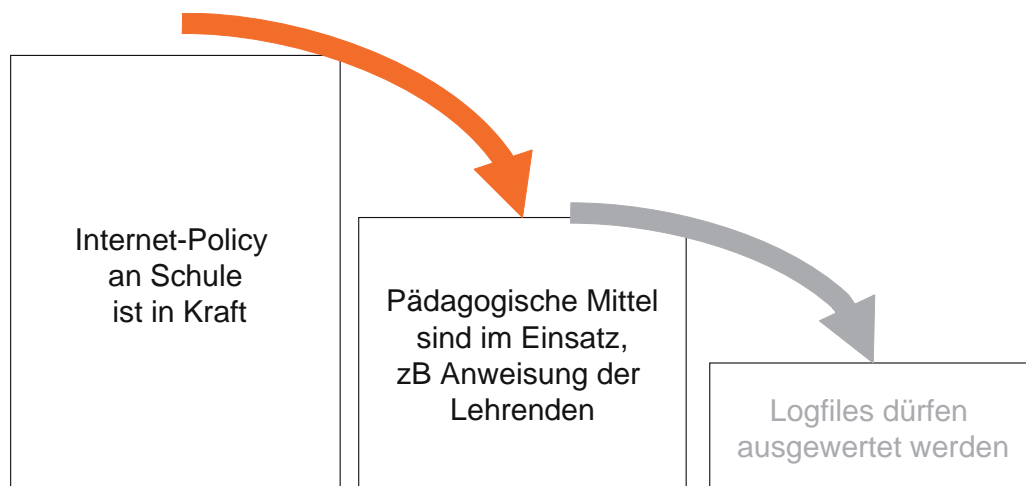 Internet-Policy
an Schule
ist in Kraft
Pädagogische Mittel
sind im Einsatz,
zB Anweisung der
Lehrenden
Logfiles dürfen
ausgewertet werden